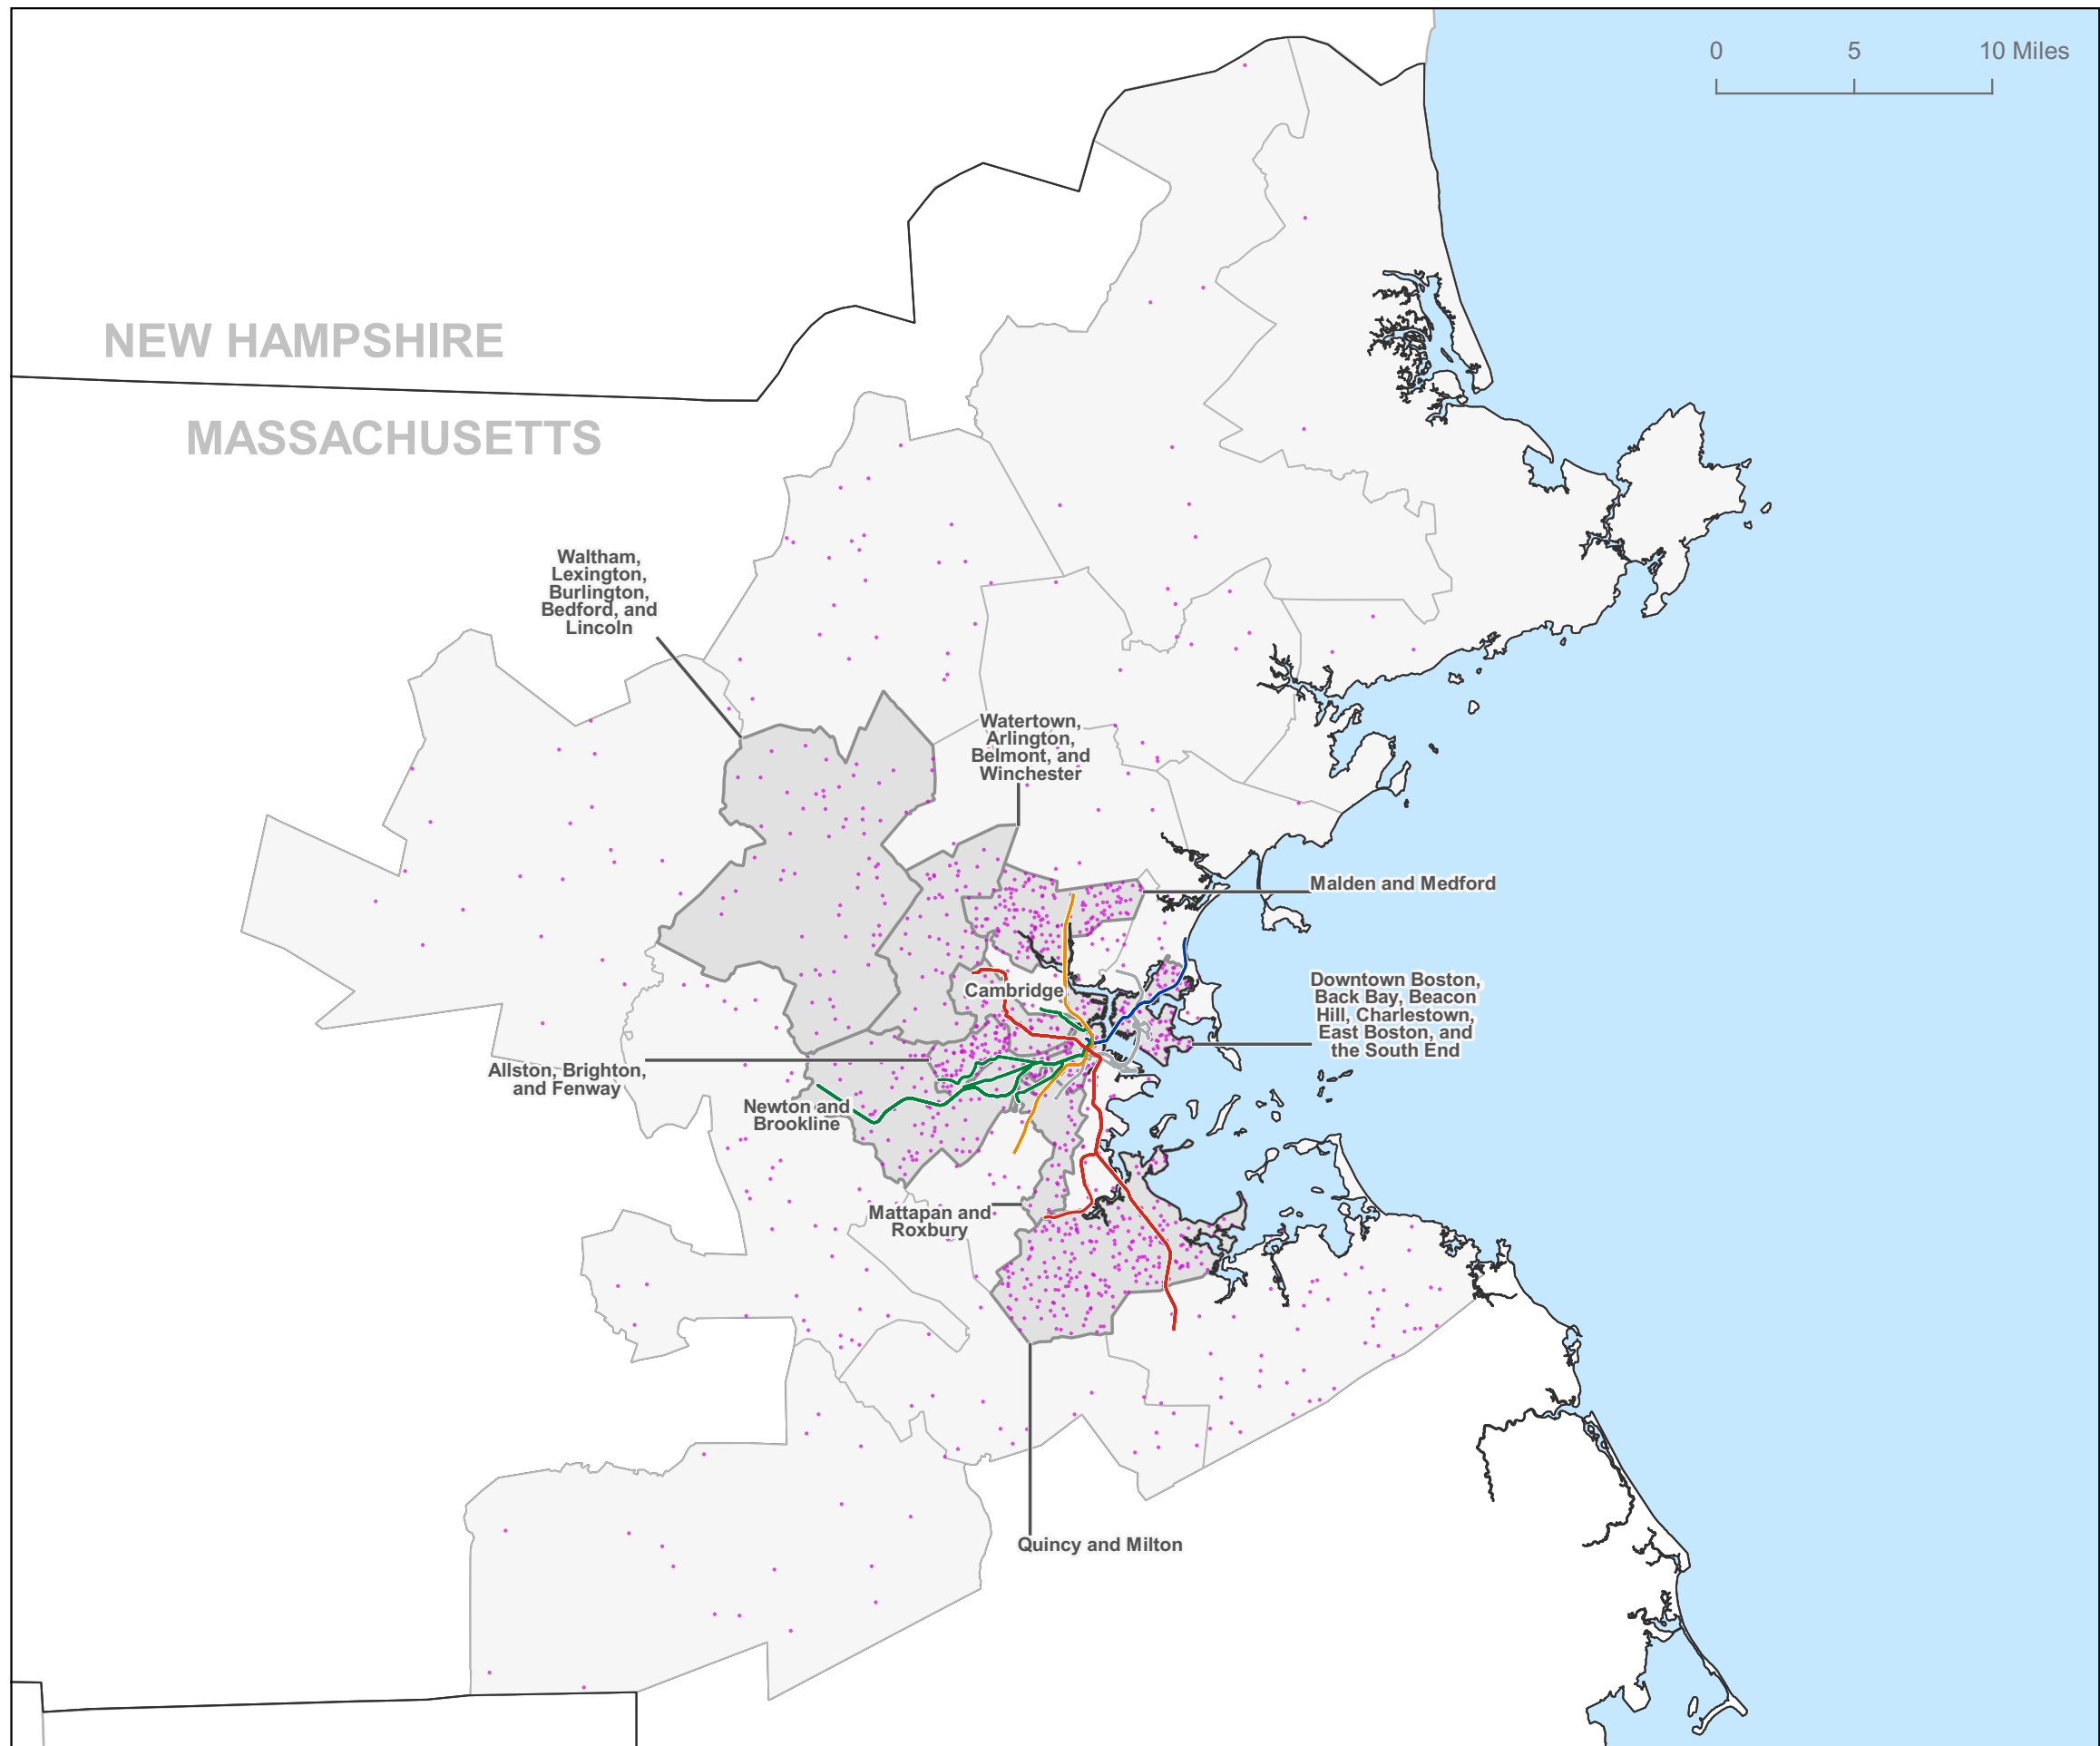 0 5 10 Miles
NEW HAMPSHIRE
MASSACHUSETTS
Waltham,
Lexington,
Burlington,
Bedford, and
Lincoln
Watertown,
Arlington,
Belmont, and
Winchester
Malden and Medford
Cambridge
Downtown Boston,
Back Bay, Beacon
Hill, Charlestown,
East Boston, and
the South End
Allston, Brighton,
and Fenway
Newton and
Brookline
Mattapan and
Roxbury
Quincy and Milton